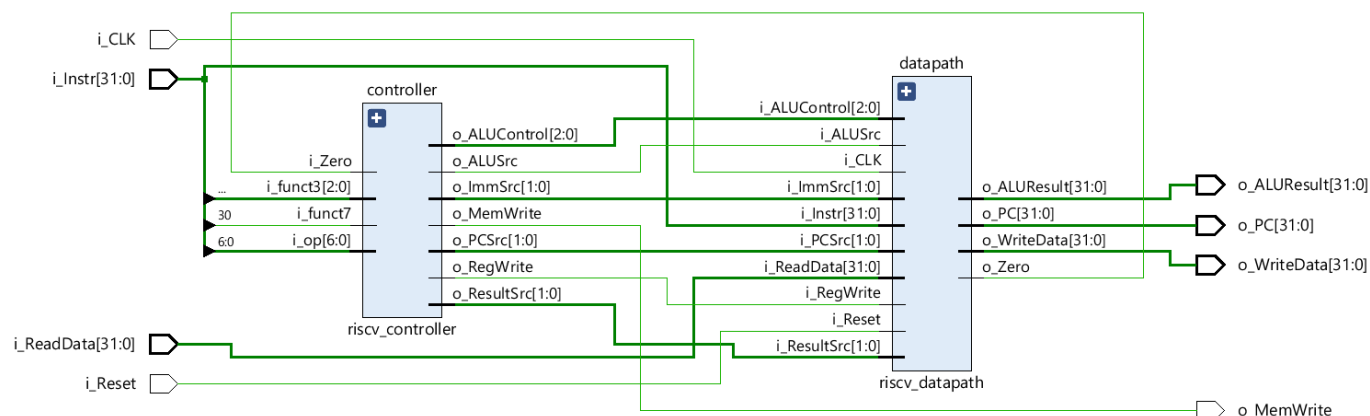 i_CLK
i_Instr[31:0]
i_ReadData[31:0]
i_Reset
controller
i_Zero
... i_funct3[2:0]
30 i_funct7
6:0 i_op[6:0]
o_ALUControl[2:0]
o_ALUSrc
o_ImmSrc[1:0]
o_MemWrite
o_PCSrc[1:0]
o_RegWrite
o_ResultSrc[1:0]
riscv_controller
datapath
i_ALUControl[2:0]
i_ALUSrc
i_CLK
i_ImmSrc[1:0]
i_Instr[31:0]
i_PCSrc[1:0]
i_ReadData[31:0]
i_RegWrite
i_Reset
i_ResultSrc[1:0]
o_ALUResult[31:0]
o_PC[31:0]
o_WriteData[31:0]
o_Zero
riscv_datapath
o_ALUResult[31:0]
o_PC[31:0]
o_WriteData[31:0]
o_MemWrite